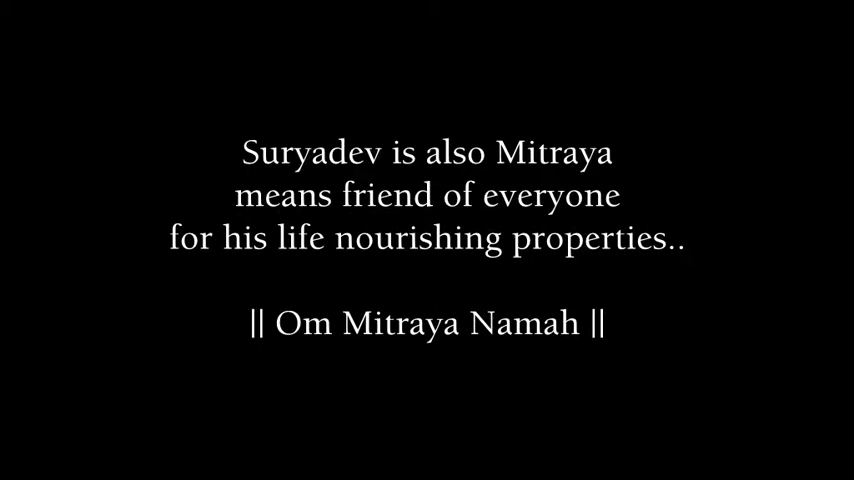 Suryadev is also Mitraya
means friend of everyone
for his life nourishing properties..
|| Om Mitraya Namah ||